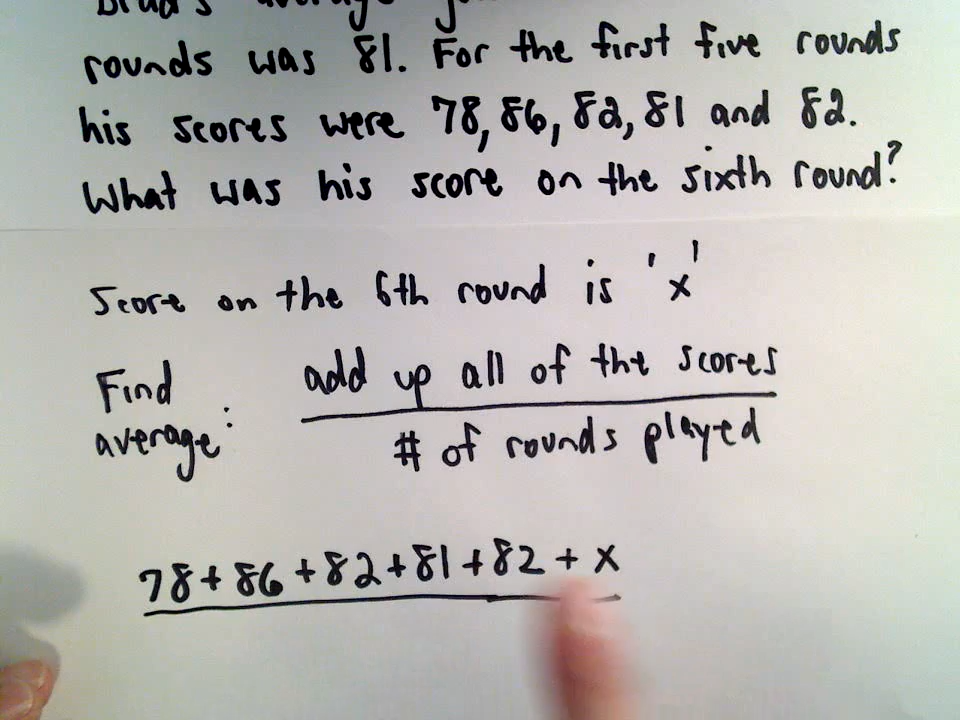 Brad's average
rounds was 81. For the first five rounds
his scores were 78, 86, 82, 81 and 82.
What was his score on the sixth round?
Score on the 6th round is 'x'
Find average: add up all of the scores
# of rounds played
78+86+82+81+82+x